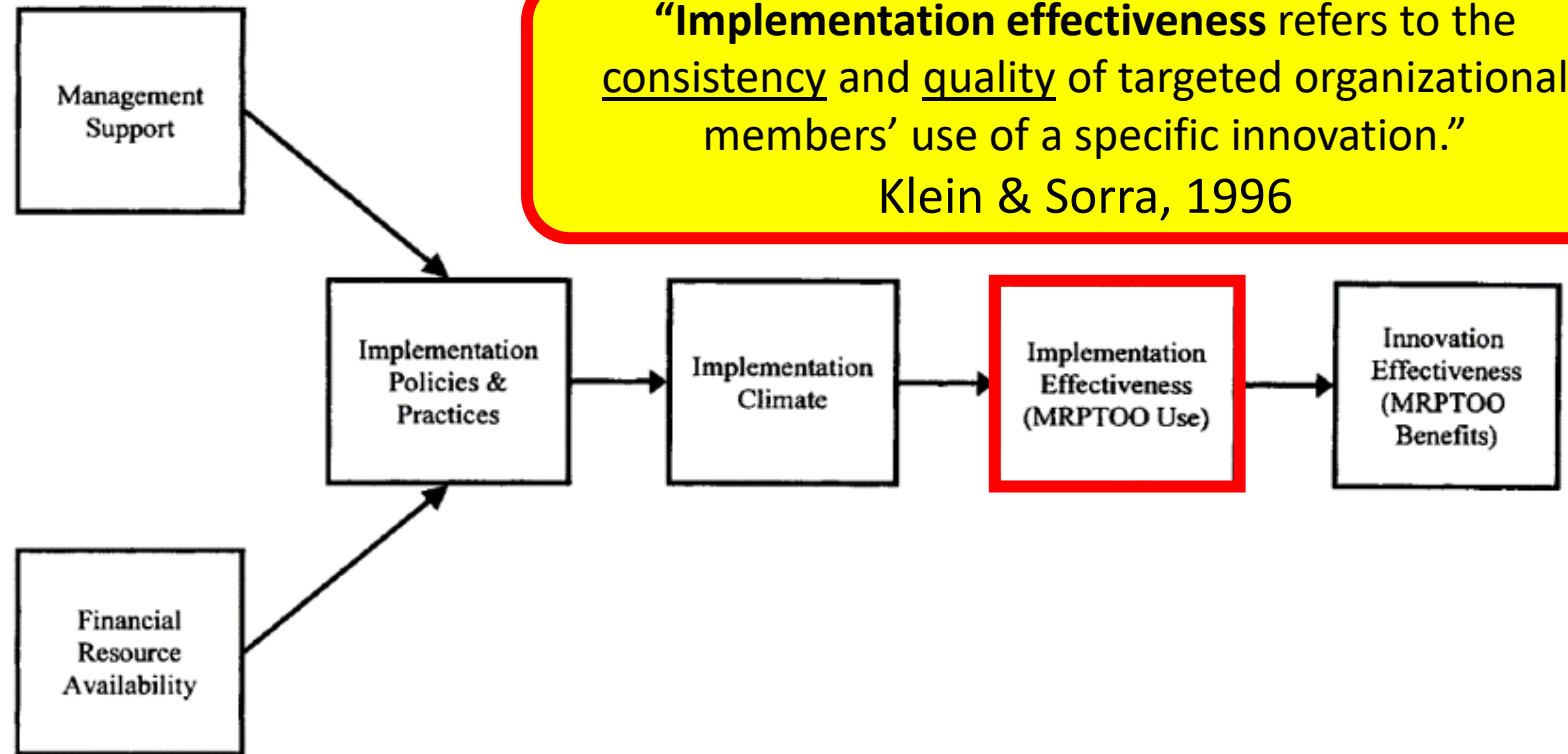 “Implementation effectiveness refers to the
consistency and quality of targeted organizational
members’ use of a specific innovation.”
Klein & Sorra, 1996
Management
Support
Implementation
Policies &
Practices
Implementation
Climate
Implementation
Effectiveness
(MRPTOO Use)
Innovation
Effectiveness
(MRPTOO
Benefits)
Financial
Resource
Availability